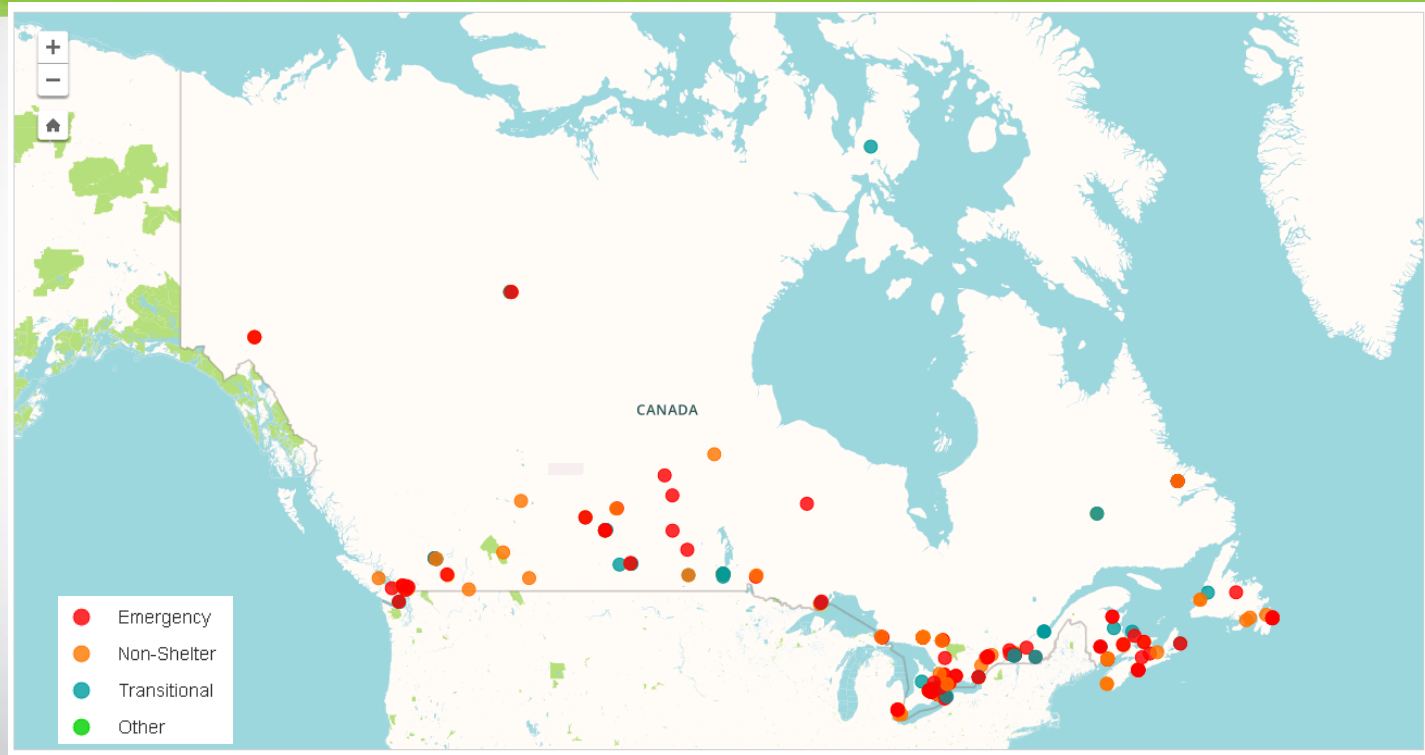 +
−
CANADA
Emergency
Non-Shelter
Transitional
Other